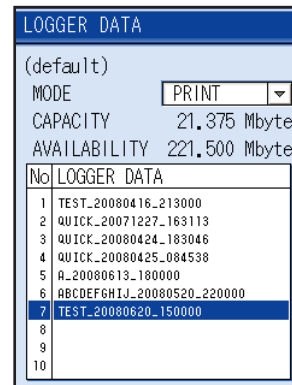 LOGGER DATA
(default)
MODE PRINT
CAPACITY 21.375 Mbyte
AVAILABILITY 221.500 Mbyte
No LOGGER DATA
1 TEST_20080416_213000
2 QUICK_20071227_163113
3 QUICK_20080424_183046
4 QUICK_20080425_084538
5 A_20080613_180000
6 ABCDEFGHIJ_20080520_220000
7 TEST_20080620_150000
8
9
10